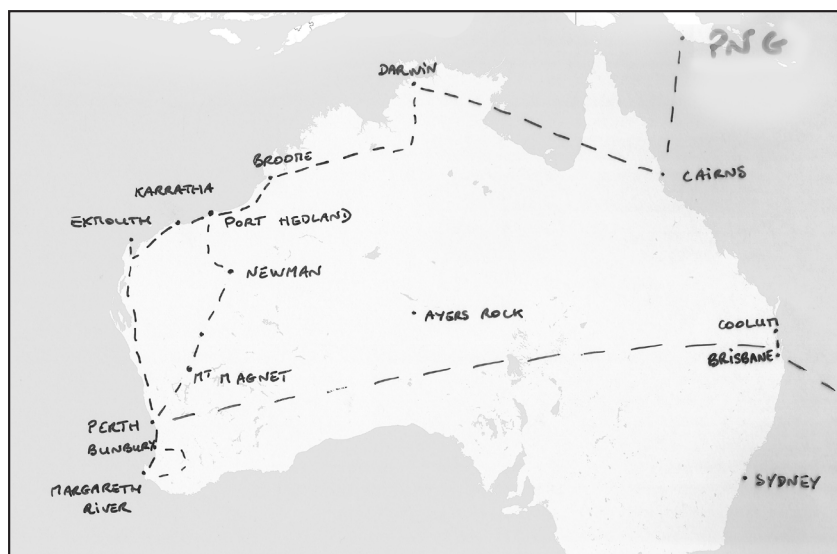 PNG
DARWIN
BROOME
CAIRNS
KARRATHA
EXMOUTH
PORT HEDLAND
NEWMAN
AYERS ROCK
COOLUM
BRISBANE
MT MAGNET
PERTH
BUNBURY
MARGARETH
RIVER
SYDNEY